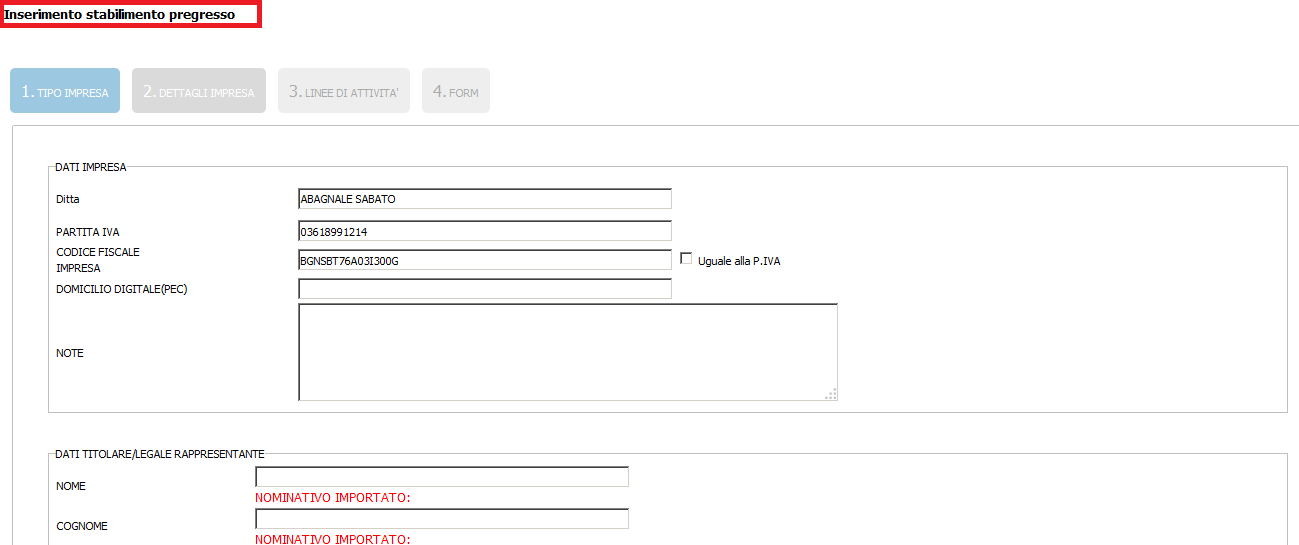 Inserimento stabilimento pregresso
1. TIPO IMPRESA 2. DETTAGLI IMPRESA 3. LINEE DI ATTIVITA' 4. FORM
DATI IMPRESA
Ditta ABAGNALE SABATO
PARTITA IVA 03618991214
CODICE FISCALE
IMPRESA BGNSBT76A03I300G Uguale alla P.IVA
DOMICILIO DIGITALE(PEC)
NOTE
DATI TITOLARE/LEGALE RAPPRESENTANTE
NOME
NOMINATIVO IMPORTATO:
COGNOME
NOMINATIVO IMPORTATO: